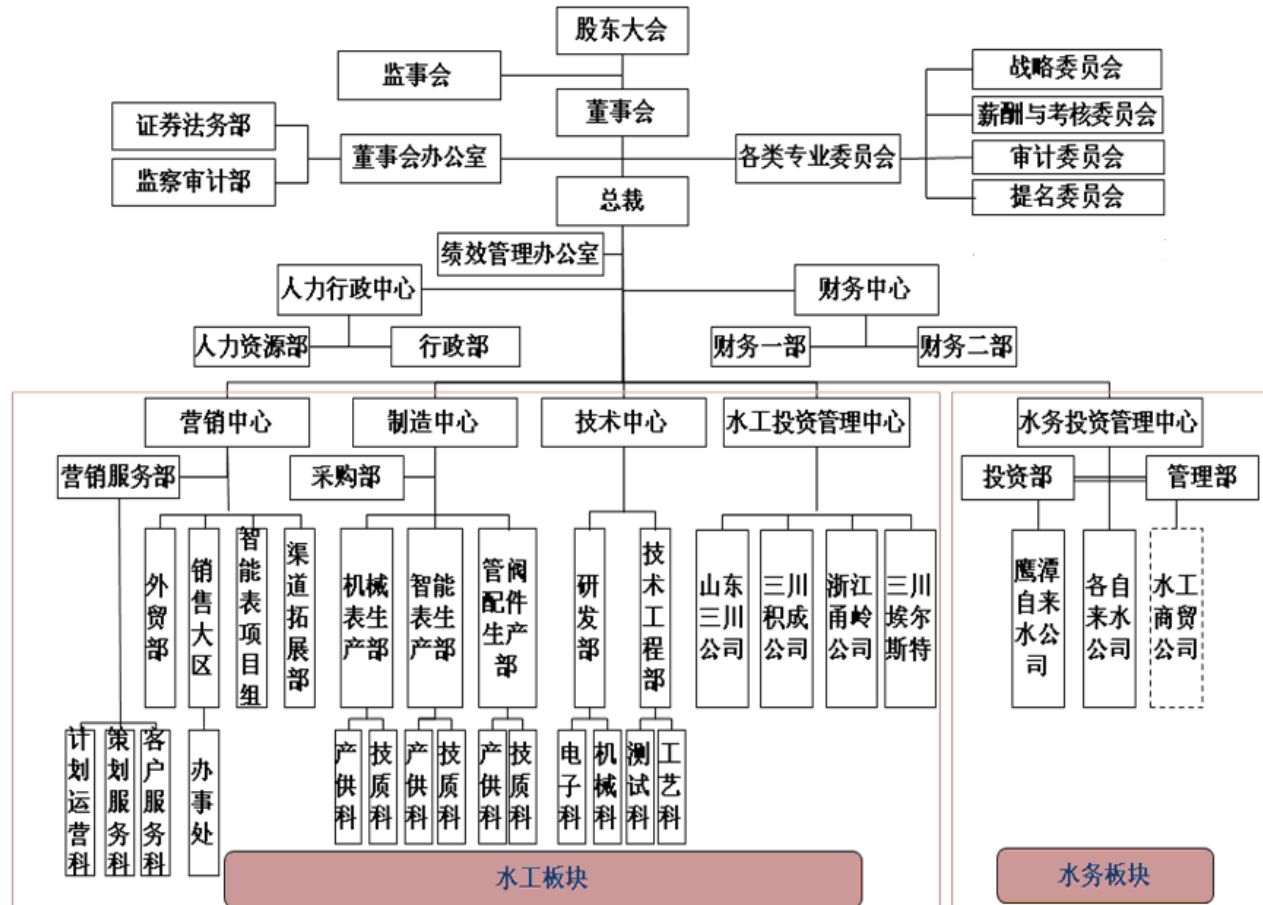 股东大会
监事会
战略委员会
董事会
薪酬与考核委员会
证券法务部
董事会办公室
各类专业委员会
审计委员会
监察审计部
提名委员会
总裁
绩效管理办公室
人力行政中心
财务中心
人力资源部
行政部
财务一部
财务二部
营销中心
制造中心
技术中心
水工投资管理中心
水务投资管理中心
营销服务部
采购部
投资部
管理部
外贸部
销售大区
智能表项目组
渠道拓展部
机械表生产部
智能表生产部
管阀配件生产部
研发部
技术工程部
山东三川公司
三川积成公司
浙江甬岭公司
三川埃尔斯特
鹰潭自来水公司
各自来水公司
水工商贸公司
计划运营科
策划服务科
客户服务科
办事处
产供科
技质科
产供科
技质科
产供科
技质科
电子科
机械科
测试科
工艺科
水工板块
水务板块